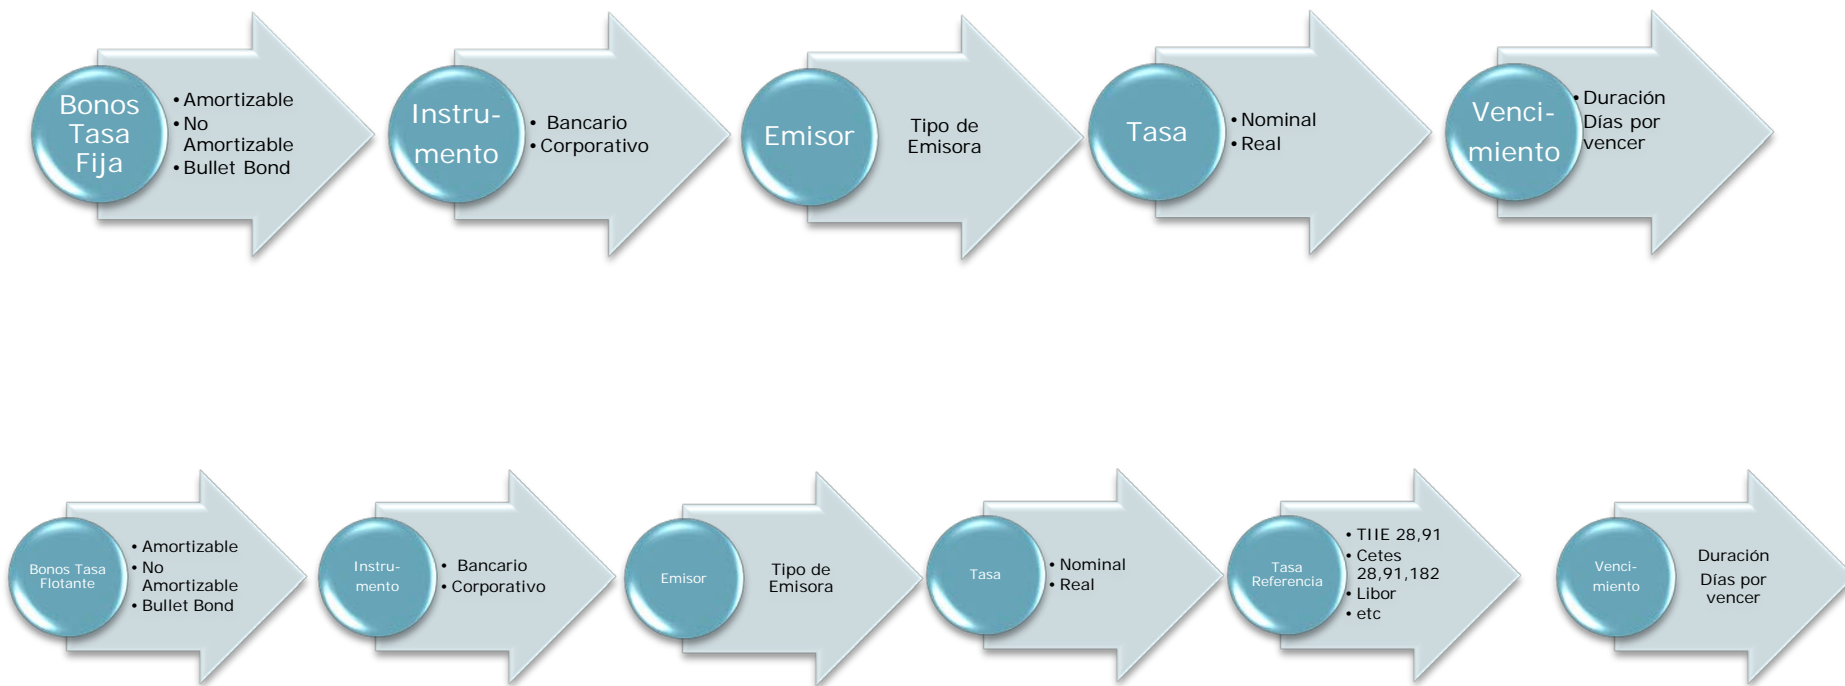 Bonos
Tasa
Fija
• Amortizable
• No
Amortizable
• Bullet Bond
Instru-
mento
• Bancario
• Corporativo
Emisor
Tipo de
Emisora
Tasa
• Nominal
• Real
Venci-
miento
• Duración
Días por
vencer
Bonos Tasa
Flotante
• Amortizable
• No
Amortizable
• Bullet Bond
Instru-
mento
• Bancario
• Corporativo
Emisor
Tipo de
Emisora
Tasa
• Nominal
• Real
Tasa
Referencia
• TIIE 28,91
• Cetes
28,91,182
• Libor
• etc
Venci-
miento
Duración
Días por
vencer